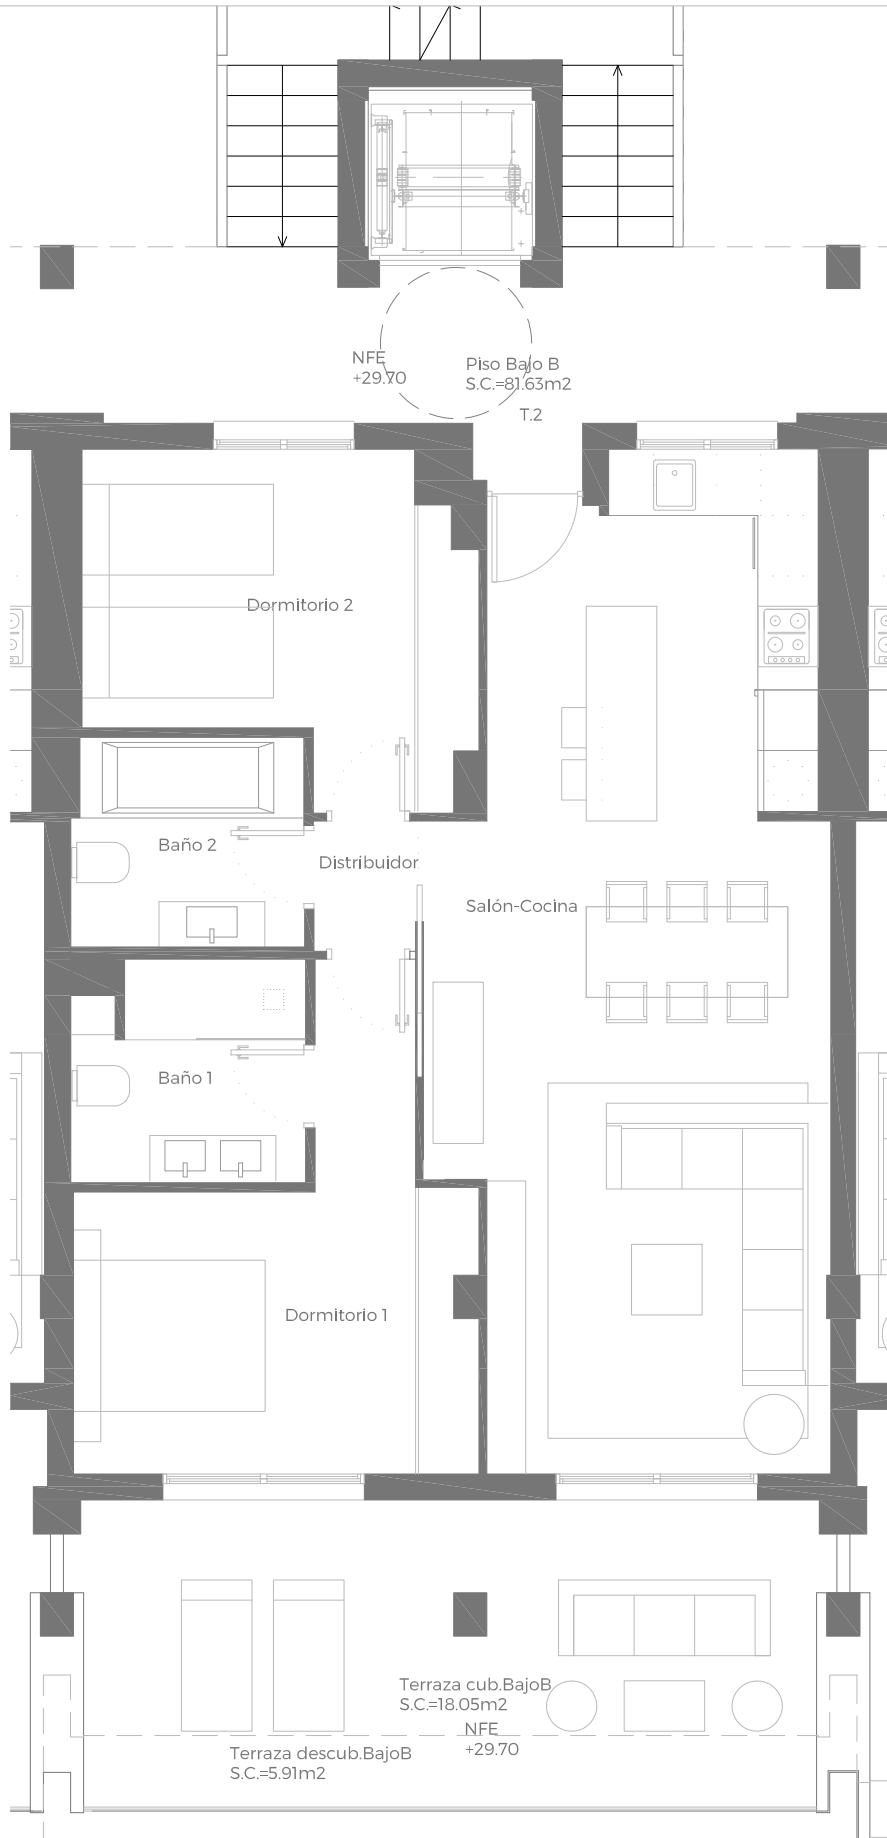 NFE
+29.70
Piso Bajo B
S.C.=81.63m2
T.2
Dormitorio 2
Baño 2
Distribuidor
Salón-Cocina
Baño 1
Dormitorio 1
Terraza cub.BajoB
S.C.=18.05m2
NFE
+29.70
Terraza descub.BajoB
S.C.=5.91m2